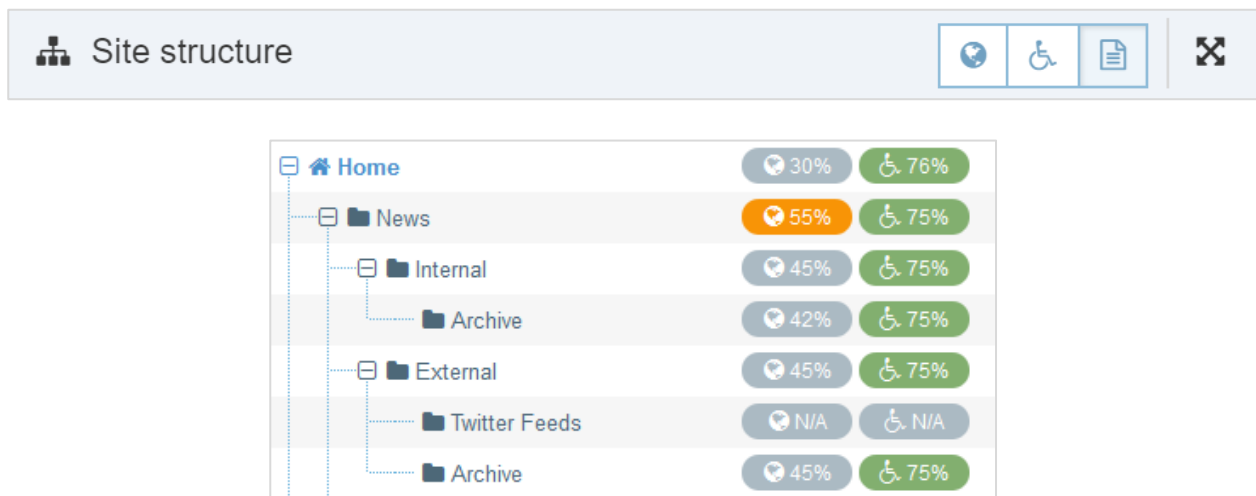 Site structure
Home 30% 76%
News 55% 75%
Internal 45% 75%
Archive 42% 75%
External 45% 75%
Twitter Feeds N/A N/A
Archive 45% 75%